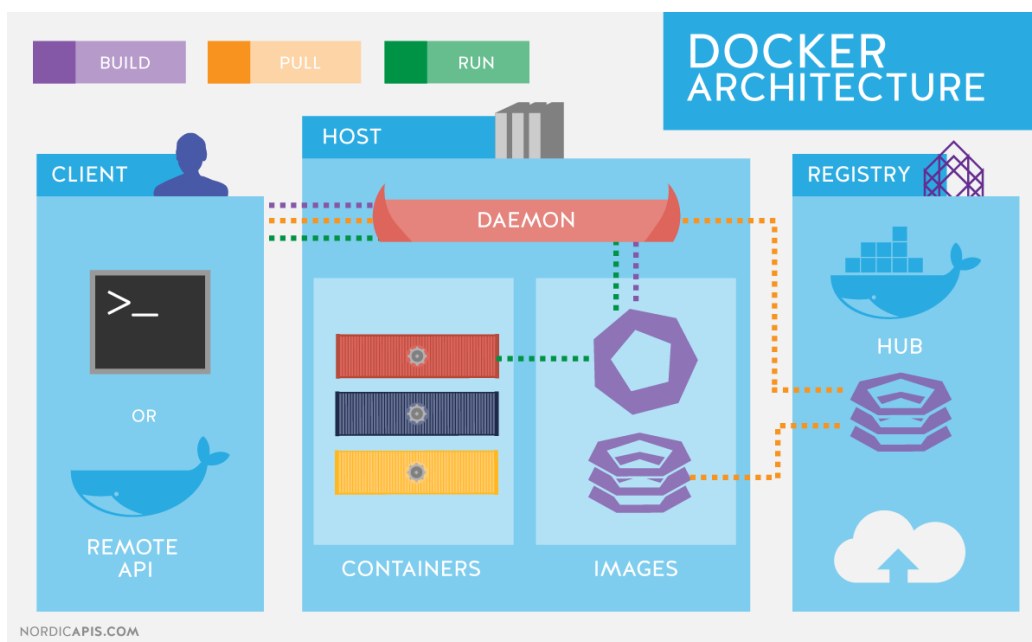 BUILD
PULL
RUN
DOCKER
ARCHITECTURE
CLIENT
HOST
REGISTRY
DAEMON
>_
OR
REMOTE
API
CONTAINERS
IMAGES
HUB
NORDICAPIS.COM